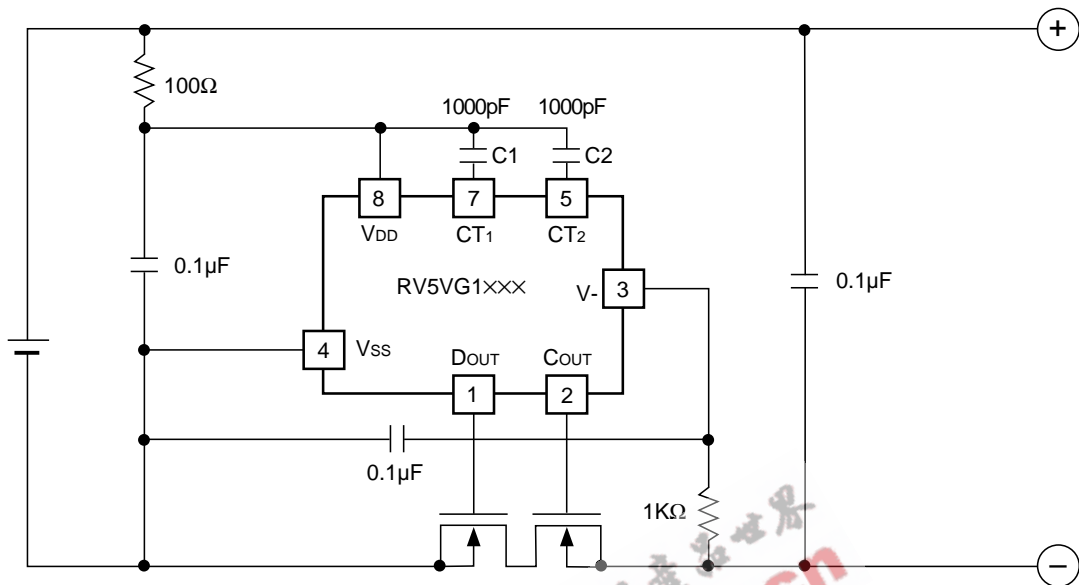 +
100Ω
1000pF 1000pF
C1 C2
8 7 5
VDD CT1 CT2
0.1µF
RV5VG1×××
V- 3
0.1µF
4 VSS
DOUT COUT
1 2
0.1µF
1KΩ
−